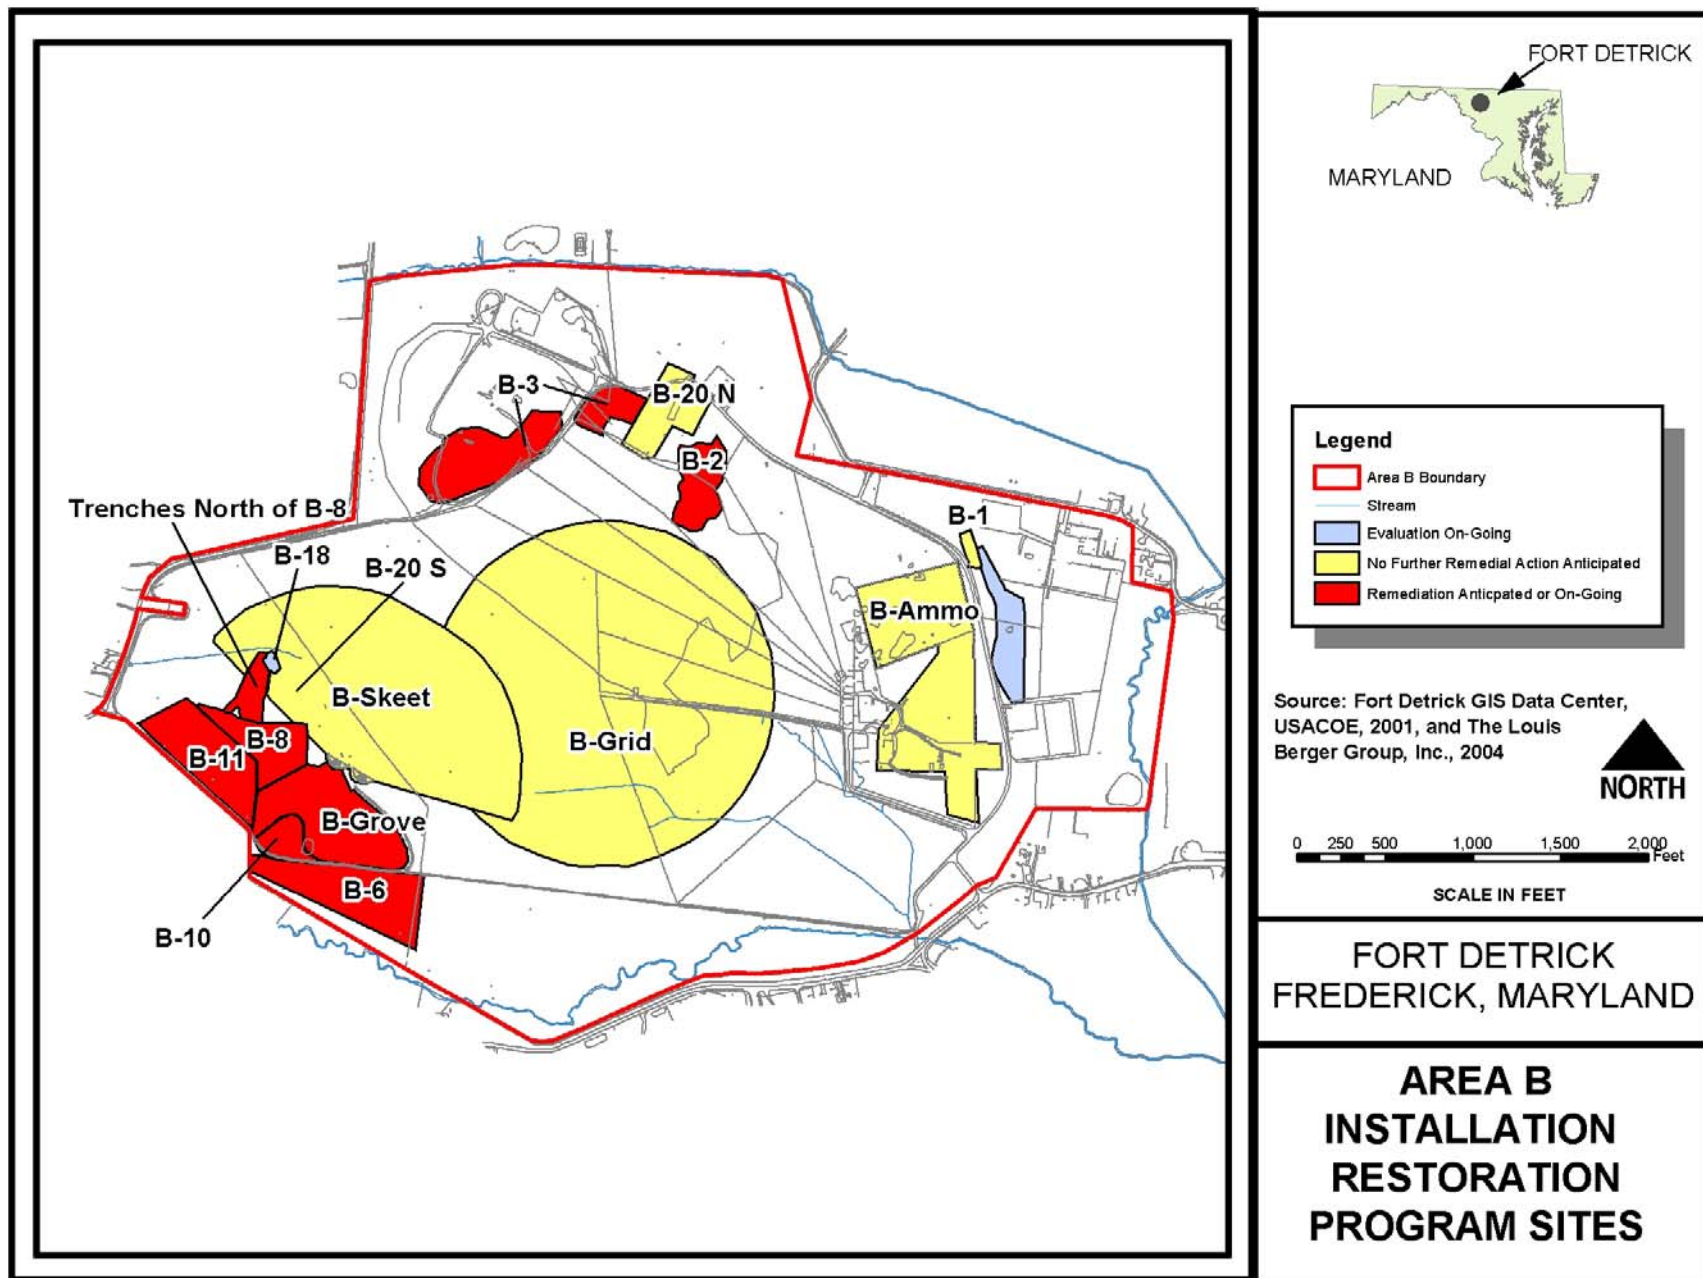 FORT DETRICK
MARYLAND
B-3
B-20 N
B-2
Trenches North of B-8
B-18
B-20 S
B-1
B-Ammo
B-Skeet
B-Grid
B-8
B-11
B-Grove
B-6
B-10
Legend
Area B Boundary
Stream
Evaluation On-Going
No Further Remedial Action Anticipated
Remediation Anticpated or On-Going
Source: Fort Detrick GIS Data Center,
USACOE, 2001, and The Louis
Berger Group, Inc., 2004
NORTH
0 250 500 1,000 1,500 2,000
Feet
SCALE IN FEET
FORT DETRICK
FREDERICK, MARYLAND
AREA B
INSTALLATION
RESTORATION
PROGRAM SITES